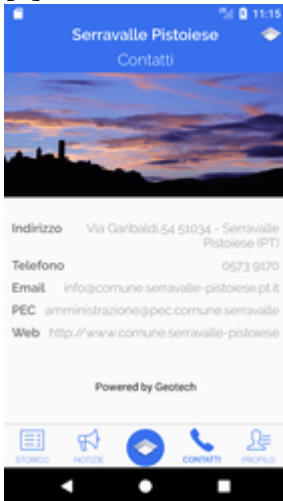 11:15
Serravalle Pistoiese
Contatti
Indirizzo Via Garibaldi,54 51034 - Serravalle
Pistoiese (PT)
Telefono 0573 9170
Email info@comune.serravalle-pistoiese.pt.it
PEC amministrazione@pec.comune.serravalle
Web http://www.comune.serravalle-pistoiese
Powered by Geotech
STORICO NOTIZIE CONTATTI PROFILO